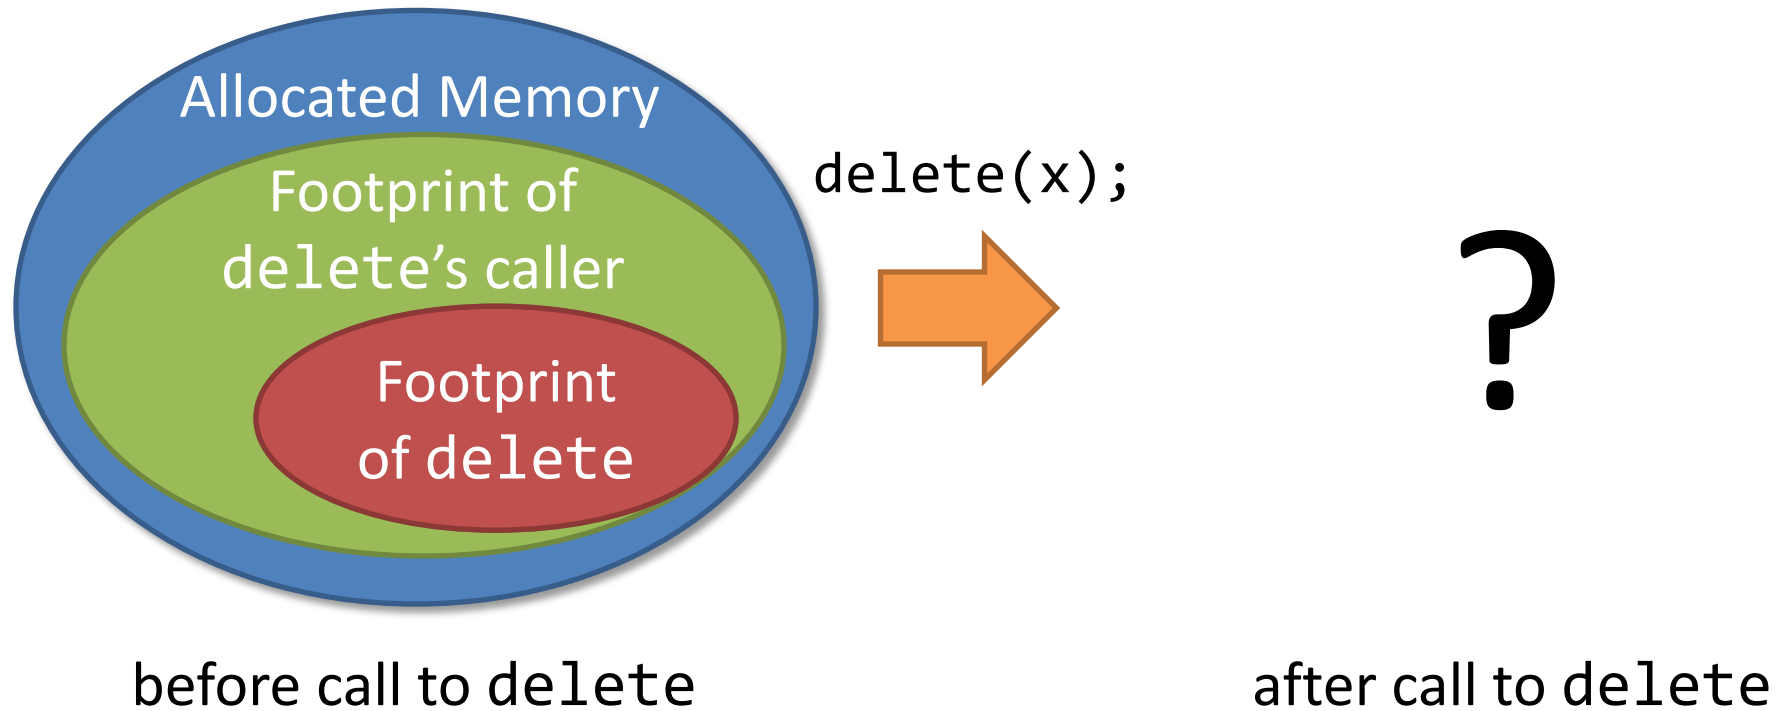 Allocated Memory
Footprint of
delete’s caller
Footprint
of delete
delete(x);
?
before call to delete
after call to delete